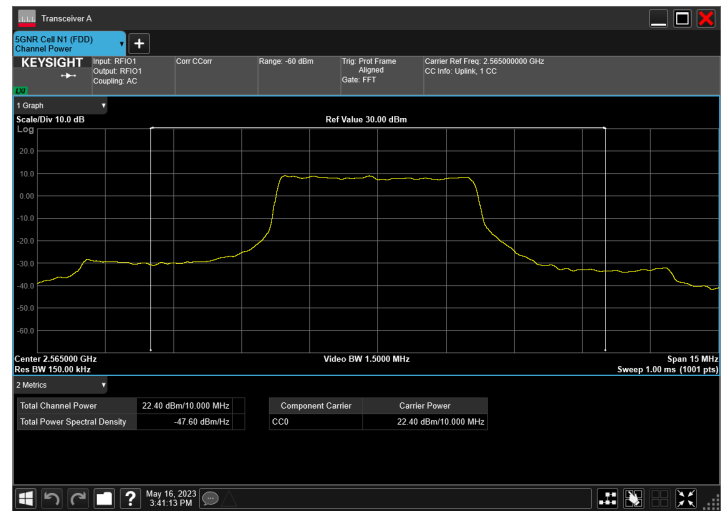 Transceiver A
5GNR Cell N1 (FDD)
Channel Power
KEYSIGHT
LXI
Input: RFIO1
Output: RFIO1
Coupling: AC
Corr CCorr
Range: -60 dBm
Trig: Prot Frame
Aligned
Gate: FFT
Carrier Ref Freq: 2.565000000 GHz
CC Info: Uplink, 1 CC
1 Graph
Scale/Div 10.0 dB
Ref Value 30.00 dBm
Log
20.0
10.0
0.00
-10.0
-20.0
-30.0
-40.0
-50.0
-60.0
Center 2.565000 GHz
Video BW 1.5000 MHz
Span 15 MHz
Res BW 150.00 kHz
Sweep 1.00 ms (1001 pts)
2 Metrics
Total Channel Power 22.40 dBm/10.000 MHz
Total Power Spectral Density -47.60 dBm/Hz
Component Carrier Carrier Power
CC0 22.40 dBm/10.000 MHz
May 16, 2023
3:41:13 PM